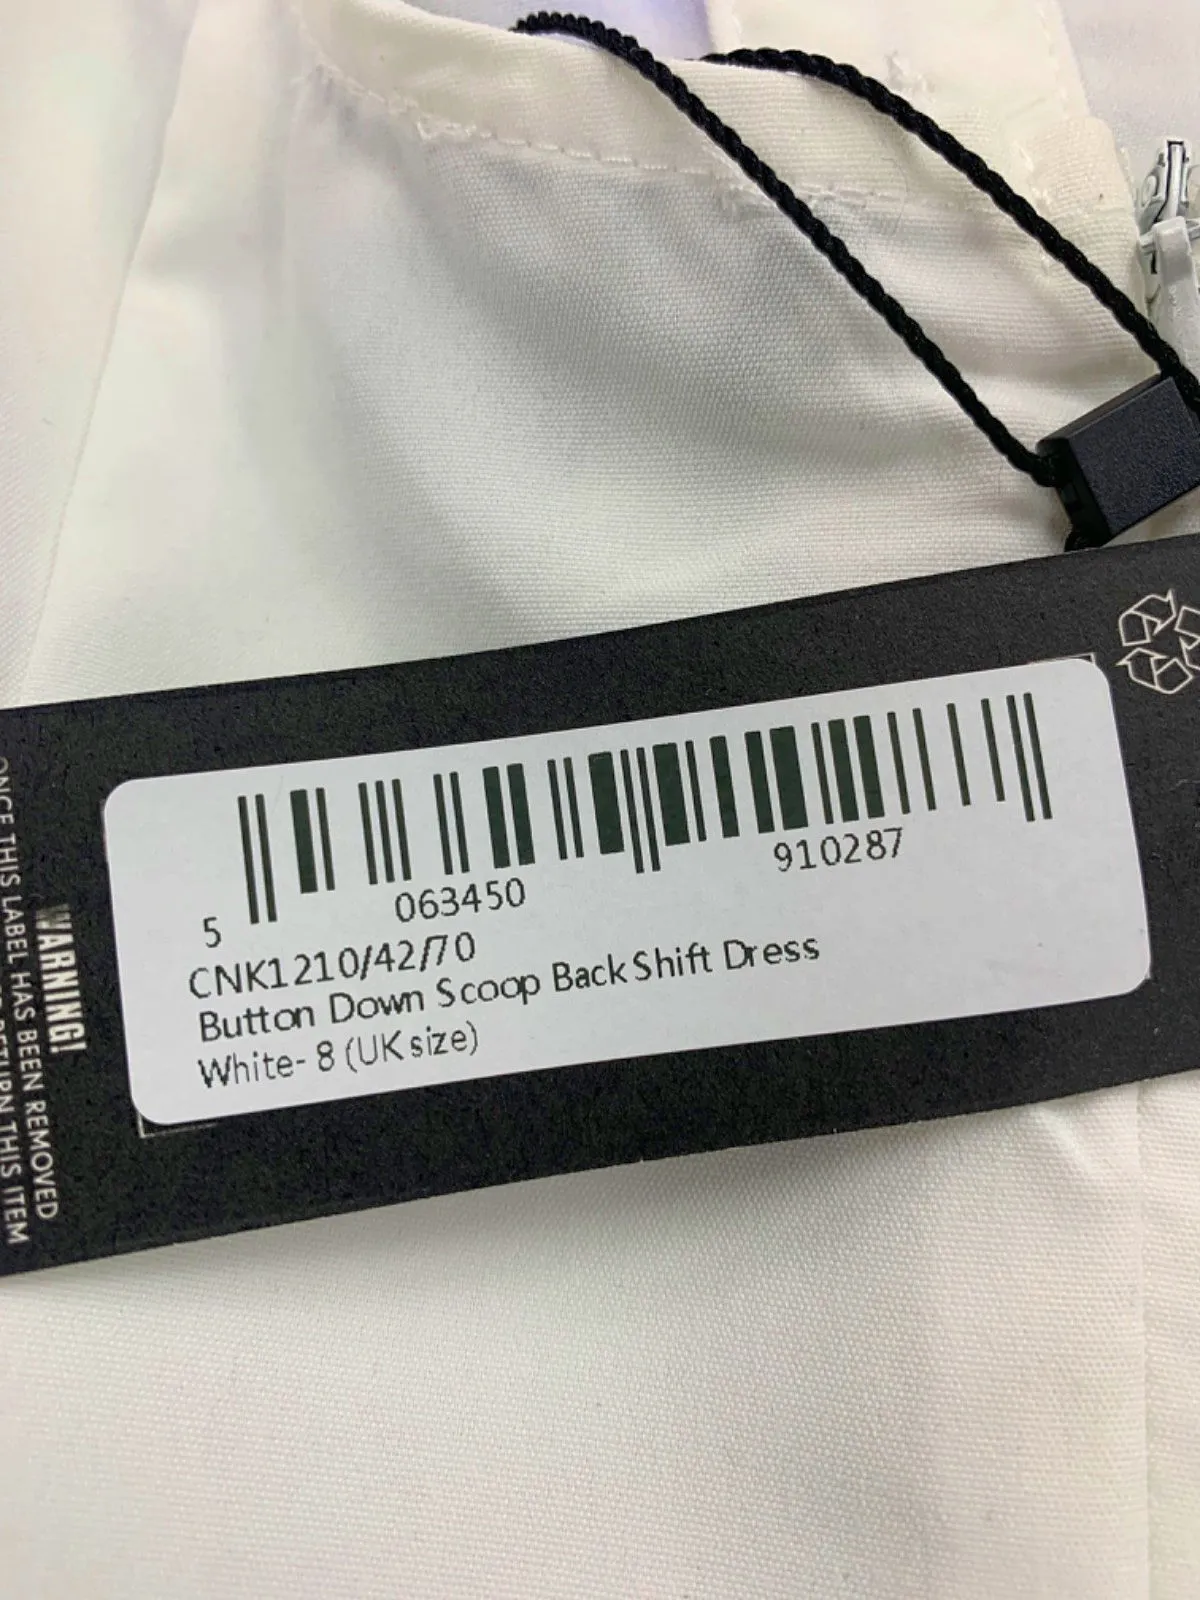 5 063450 910287
CNK1210/42/70
Button Down Scoop Back Shift Dress
White- 8 (UK size)
WARNING!
ONCE THIS LABEL HAS BEEN REMOVED
RETURN THIS ITEM